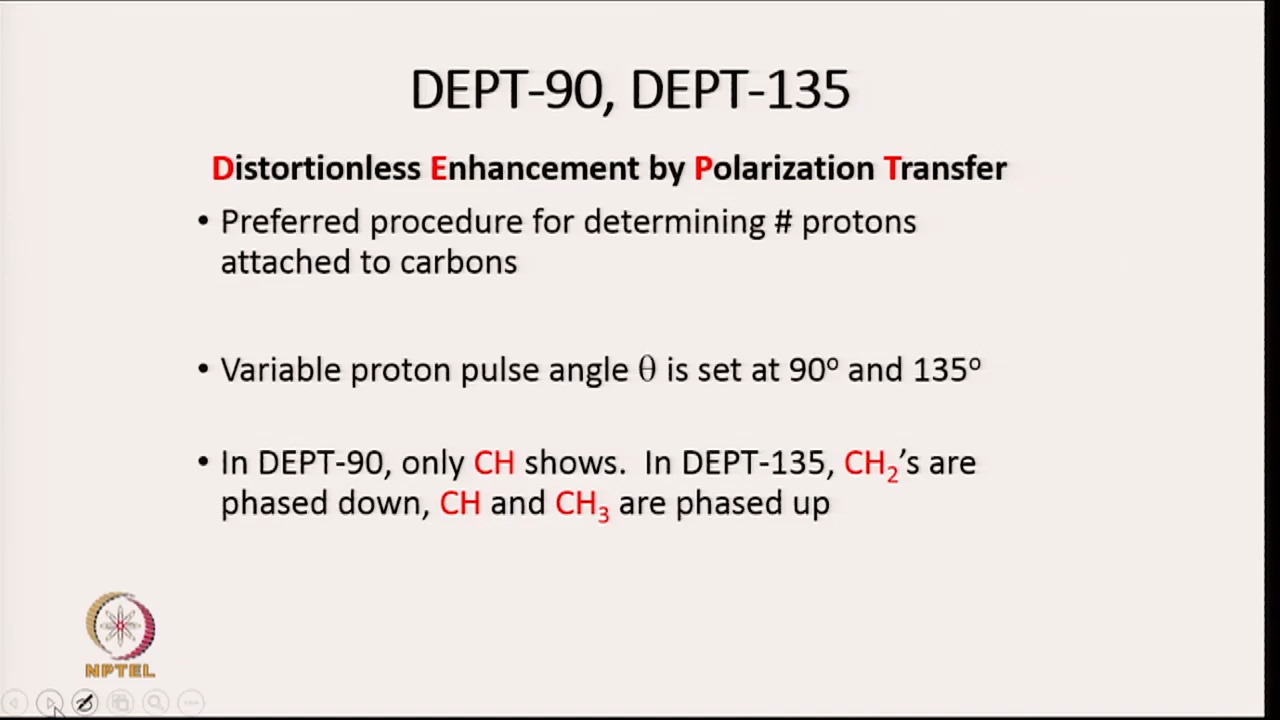 DEPT-90, DEPT-135
Distortionless Enhancement by Polarization Transfer
• Preferred procedure for determining # protons
attached to carbons
• Variable proton pulse angle θ is set at 90° and 135°
• In DEPT-90, only CH shows. In DEPT-135, CH₂’s are
phased down, CH and CH₃ are phased up
NPTEL